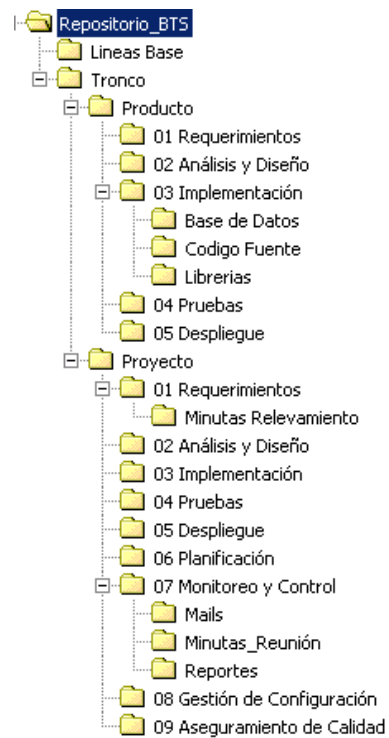 Repositorio_BTS
Lineas Base
Tronco
Producto
01 Requerimientos
02 Análisis y Diseño
03 Implementación
Base de Datos
Codigo Fuente
Librerias
04 Pruebas
05 Despliegue
Proyecto
01 Requerimientos
Minutas Relevamiento
02 Análisis y Diseño
03 Implementación
04 Pruebas
05 Despliegue
06 Planificación
07 Monitoreo y Control
Mails
Minutas_Reunión
Reportes
08 Gestión de Configuración
09 Aseguramiento de Calidad